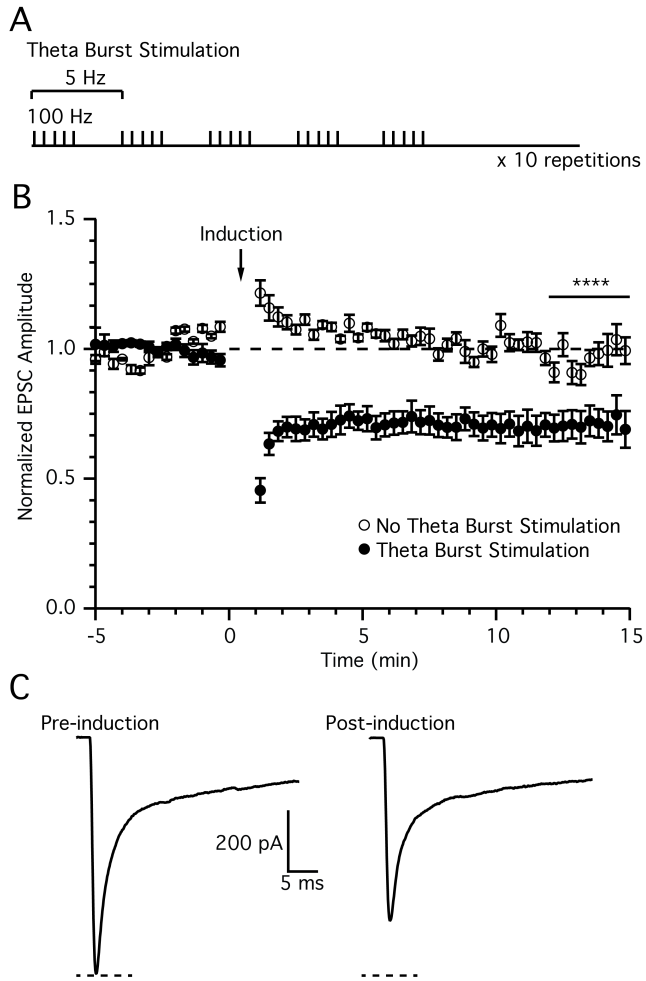 A
Theta Burst Stimulation
5 Hz
100 Hz
x 10 repetitions
B
1.5
Induction
****
1.0
Normalized EPSC Amplitude
0.5
No Theta Burst Stimulation
Theta Burst Stimulation
0.0
-5 0 5 10 15
Time (min)
C
Pre-induction Post-induction
200 pA
5 ms